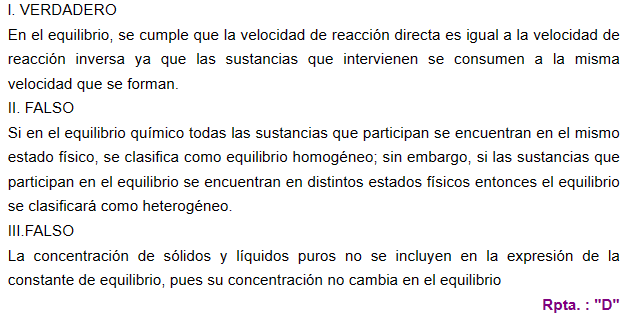 I. VERDADERO
En el equilibrio, se cumple que la velocidad de reacción directa es igual a la velocidad de
reacción inversa ya que las sustancias que intervienen se consumen a la misma
velocidad que se forman.
II. FALSO
Si en el equilibrio químico todas las sustancias que participan se encuentran en el mismo
estado físico, se clasifica como equilibrio homogéneo; sin embargo, si las sustancias que
participan en el equilibrio se encuentran en distintos estados físicos entonces el equilibrio
se clasificará como heterogéneo.
III.FALSO
La concentración de sólidos y líquidos puros no se incluyen en la expresión de la
constante de equilibrio, pues su concentración no cambia en el equilibrio
Rpta. : "D"